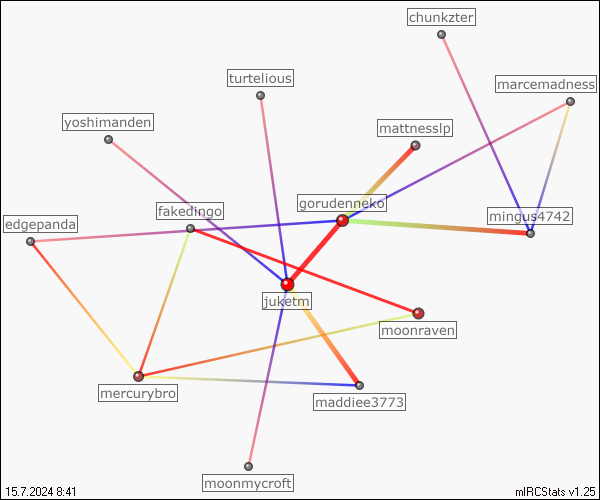 chunkzter
turtelious
marcemadness
yoshimanden
mattnesslp
gorudenneko
fakedingo
mingus4742
edgepanda
juketm
moonraven
mercurybro
maddiee3773
moonmycroft
15.7.2024 8:41
mIRCStats v1.25